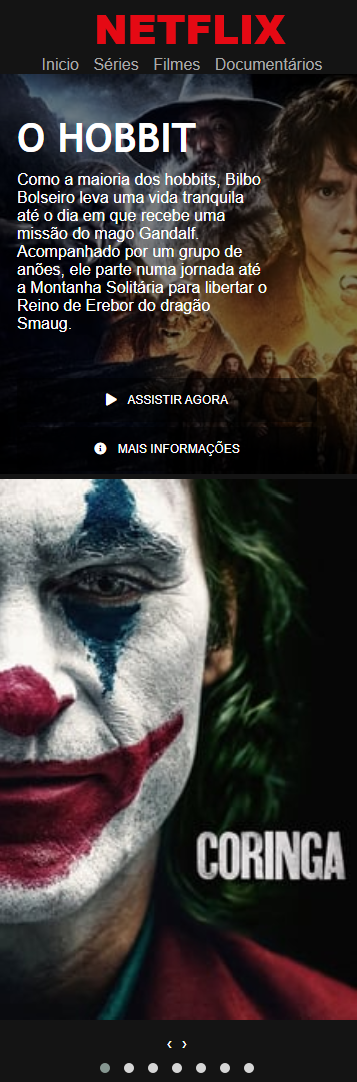 NETFLIX
Inicio Séries Filmes Documentários
O HOBBIT
Como a maioria dos hobbits, Bilbo
Bolseiro leva uma vida tranquila
até o dia em que recebe uma
missão do mago Gandalf.
Acompanhado por um grupo de
anões, ele parte numa jornada até
a Montanha Solitária para libertar o
Reino de Erebor do dragão
Smaug.
ASSISTIR AGORA
MAIS INFORMAÇÕES
CORINGA
‹ ›